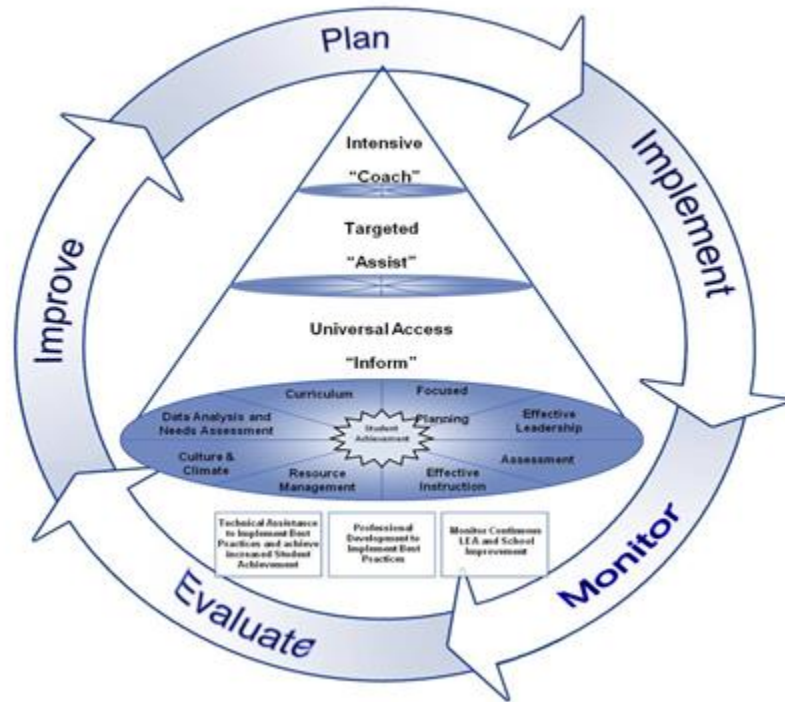 Plan
Implement
Monitor
Evaluate
Improve
Intensive
“Coach”
Targeted
“Assist”
Universal Access
“Inform”
Curriculum
Focused
Planning
Data Analysis and
Needs Assessment
Effective
Leadership
Student
Achievement
Culture &
Climate
Assessment
Resource
Management
Effective
Instruction
Technical Assistance
to Implement Best
Practices and achieve
increased Student
Achievement
Professional
Development to
Implement Best
Practices
Monitor Continuous
LEA and School
Improvement